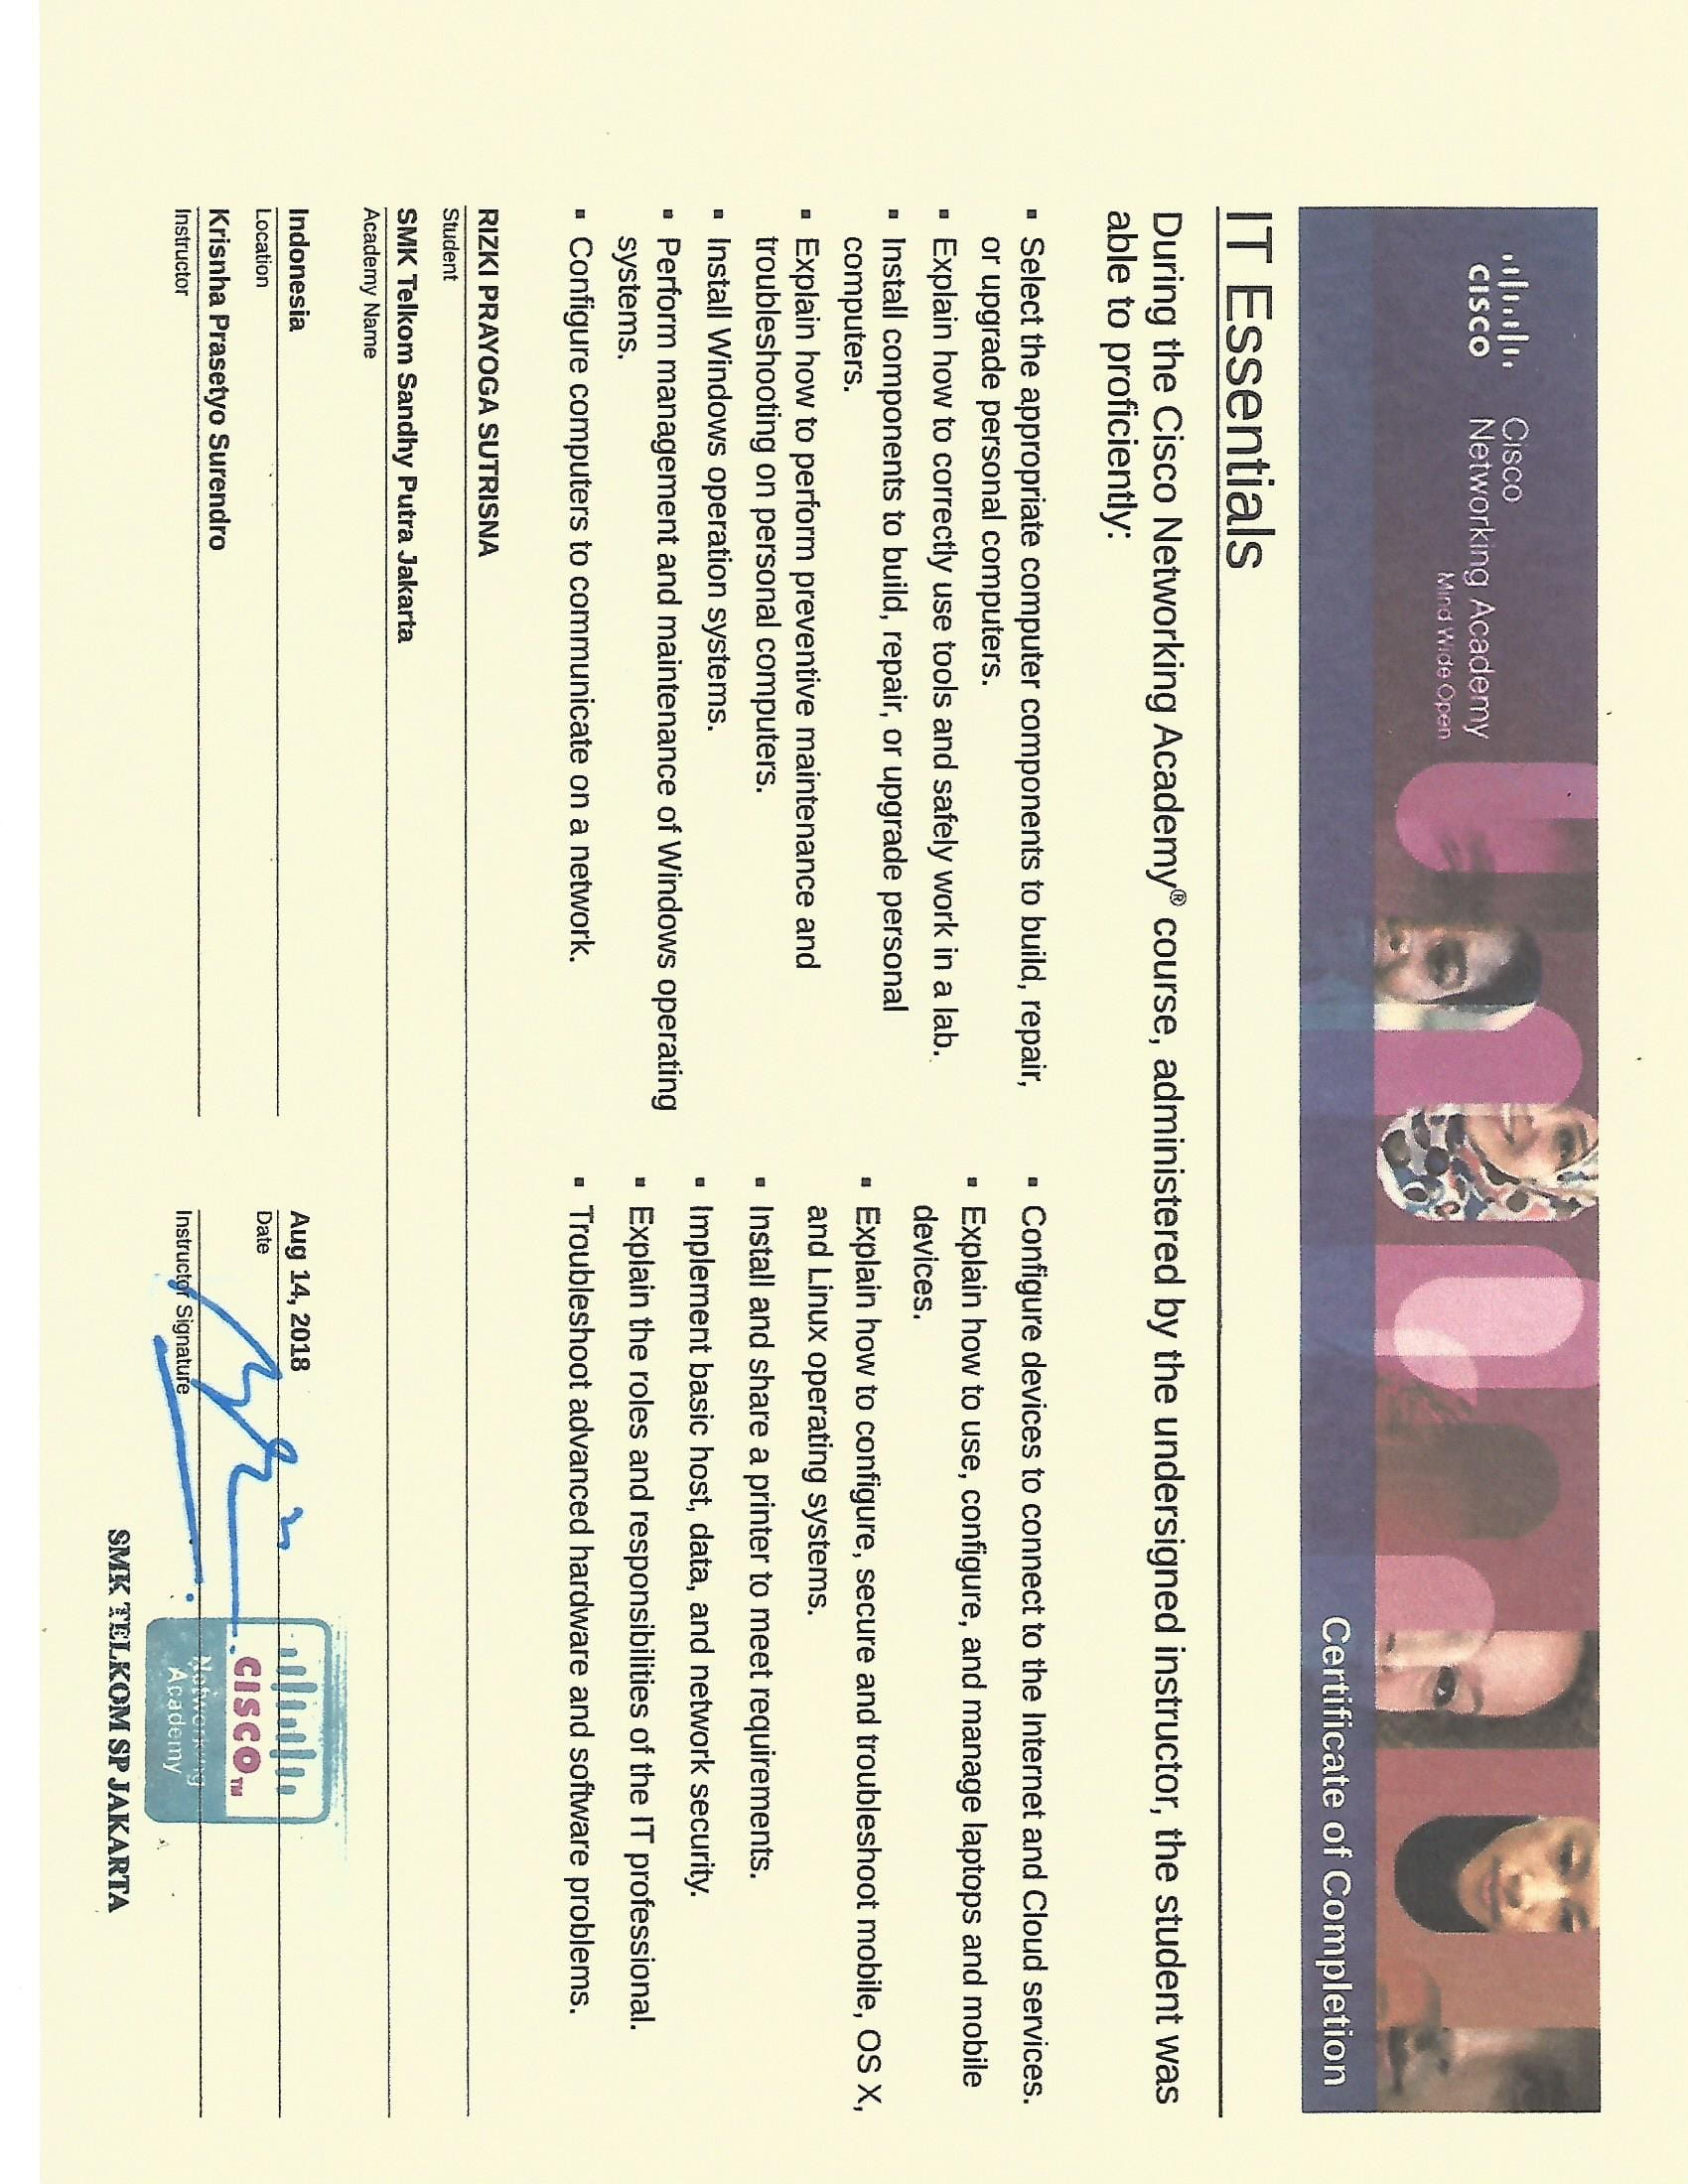 CISCO
Cisco
Networking Academy
Mind Wide Open
Certificate of Completion
IT Essentials
During the Cisco Networking Academy® course, administered by the undersigned instructor, the student was
able to proficiently:
▪ Select the appropriate computer components to build, repair,
or upgrade personal computers.
▪ Explain how to correctly use tools and safely work in a lab.
▪ Install components to build, repair, or upgrade personal
computers.
▪ Explain how to perform preventive maintenance and
troubleshooting on personal computers.
▪ Install Windows operation systems.
▪ Perform management and maintenance of Windows operating
systems.
▪ Configure computers to communicate on a network.
▪ Configure devices to connect to the Internet and Cloud services.
▪ Explain how to use, configure, and manage laptops and mobile
devices.
▪ Explain how to configure, secure and troubleshoot mobile, OS X,
and Linux operating systems.
▪ Install and share a printer to meet requirements.
▪ Implement basic host, data, and network security.
▪ Explain the roles and responsibilities of the IT professional.
▪ Troubleshoot advanced hardware and software problems.
RIZKI PRAYOGA SUTRISNA
Student
SMK Telkom Sandhy Putra Jakarta
Academy Name
Indonesia
Location
Aug 14, 2018
Date
Krisnha Prasetyo Surendro
Instructor
Instructor Signature
CISCO™
Networking
Academy
SMK TELKOM SP JAKARTA